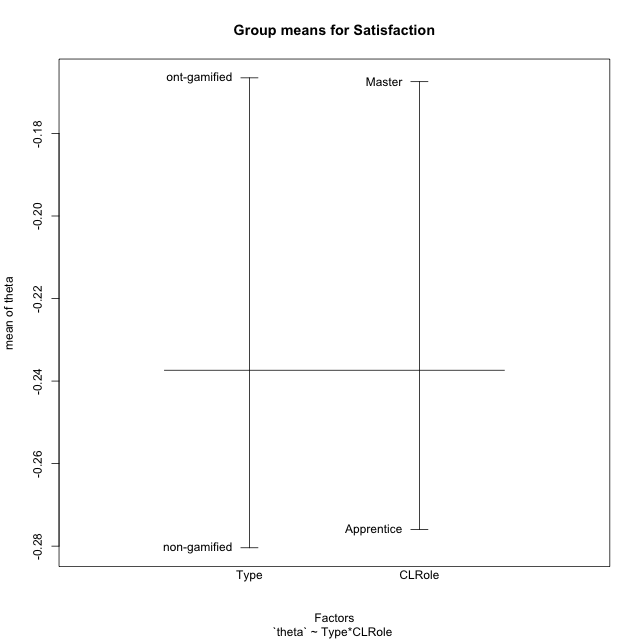 Group means for Satisfaction
mean of theta
-0.18
-0.20
-0.22
-0.24
-0.26
-0.28
ont-gamified
Master
Apprentice
non-gamified
Type
CLRole
Factors
`theta` ~ Type*CLRole